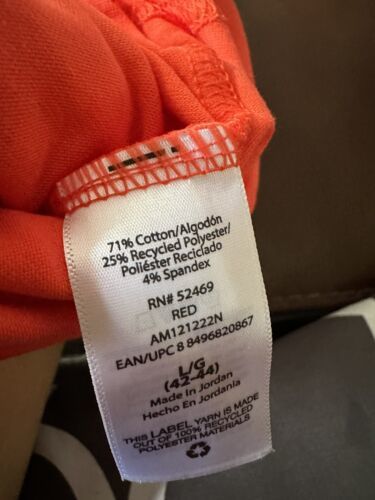 71% Cotton/Algodón
25% Recycled Polyester/
Poliéster Reciclado
4% Spandex
RN# 52469
RED
AM121222N
EAN/UPC 8 8496820867
L/G
(42-44)
Made in Jordan
Hecho En Jordania
THIS LABEL YARN IS MADE
OUT OF 100% RECYCLED
POLYESTER MATERIALS